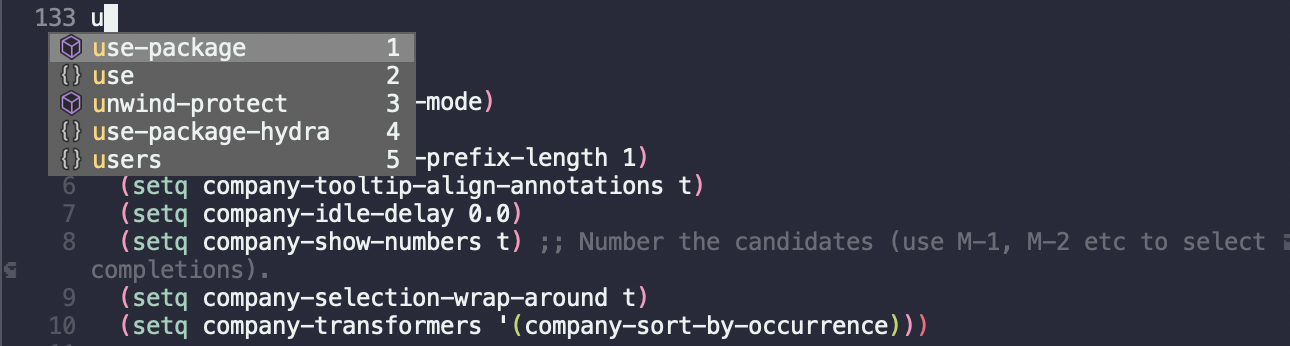 133 u
use-package 1
use 2
unwind-protect 3 -mode)
use-package-hydra 4
users 5 -prefix-length 1)
6 (setq company-tooltip-align-annotations t)
7 (setq company-idle-delay 0.0)
8 (setq company-show-numbers t) ;; Number the candidates (use M-1, M-2 etc to select
completions).
9 (setq company-selection-wrap-around t)
10 (setq company-transformers '(company-sort-by-occurrence)))